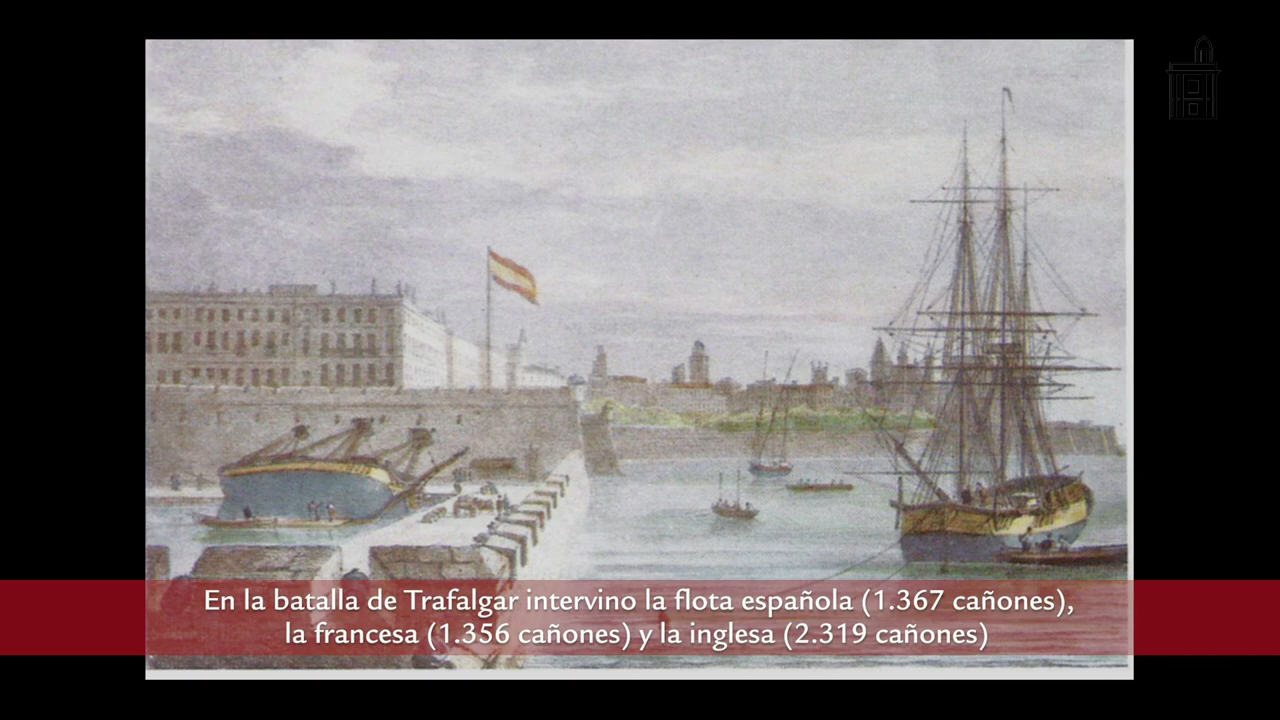 En la batalla de Trafalgar intervino la flota española (1.367 cañones),
la francesa (1.356 cañones) y la inglesa (2.319 cañones)